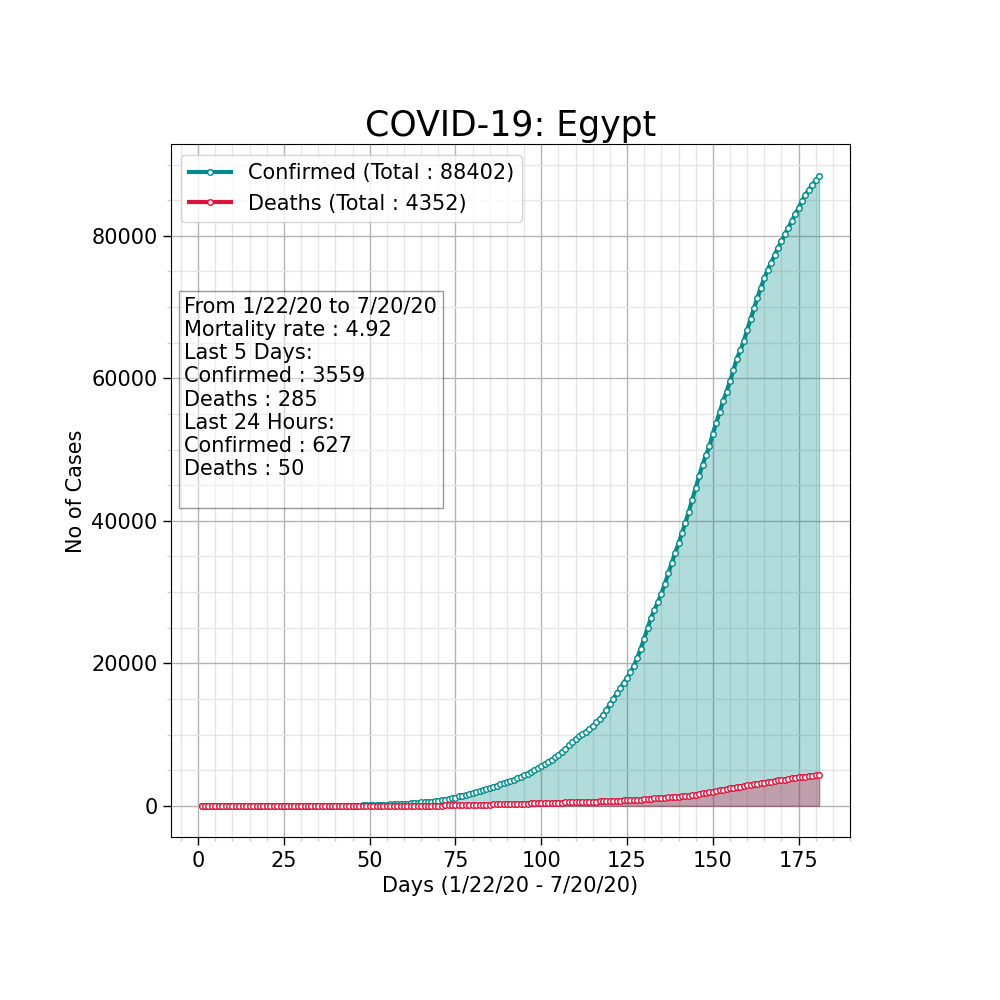 COVID-19: Egypt
Confirmed (Total : 88402)
Deaths (Total : 4352)
From 1/22/20 to 7/20/20
Mortality rate : 4.92
Last 5 Days:
Confirmed : 3559
Deaths : 285
Last 24 Hours:
Confirmed : 627
Deaths : 50
No of Cases
80000
60000
40000
20000
0
0 25 50 75 100 125 150 175
Days (1/22/20 - 7/20/20)